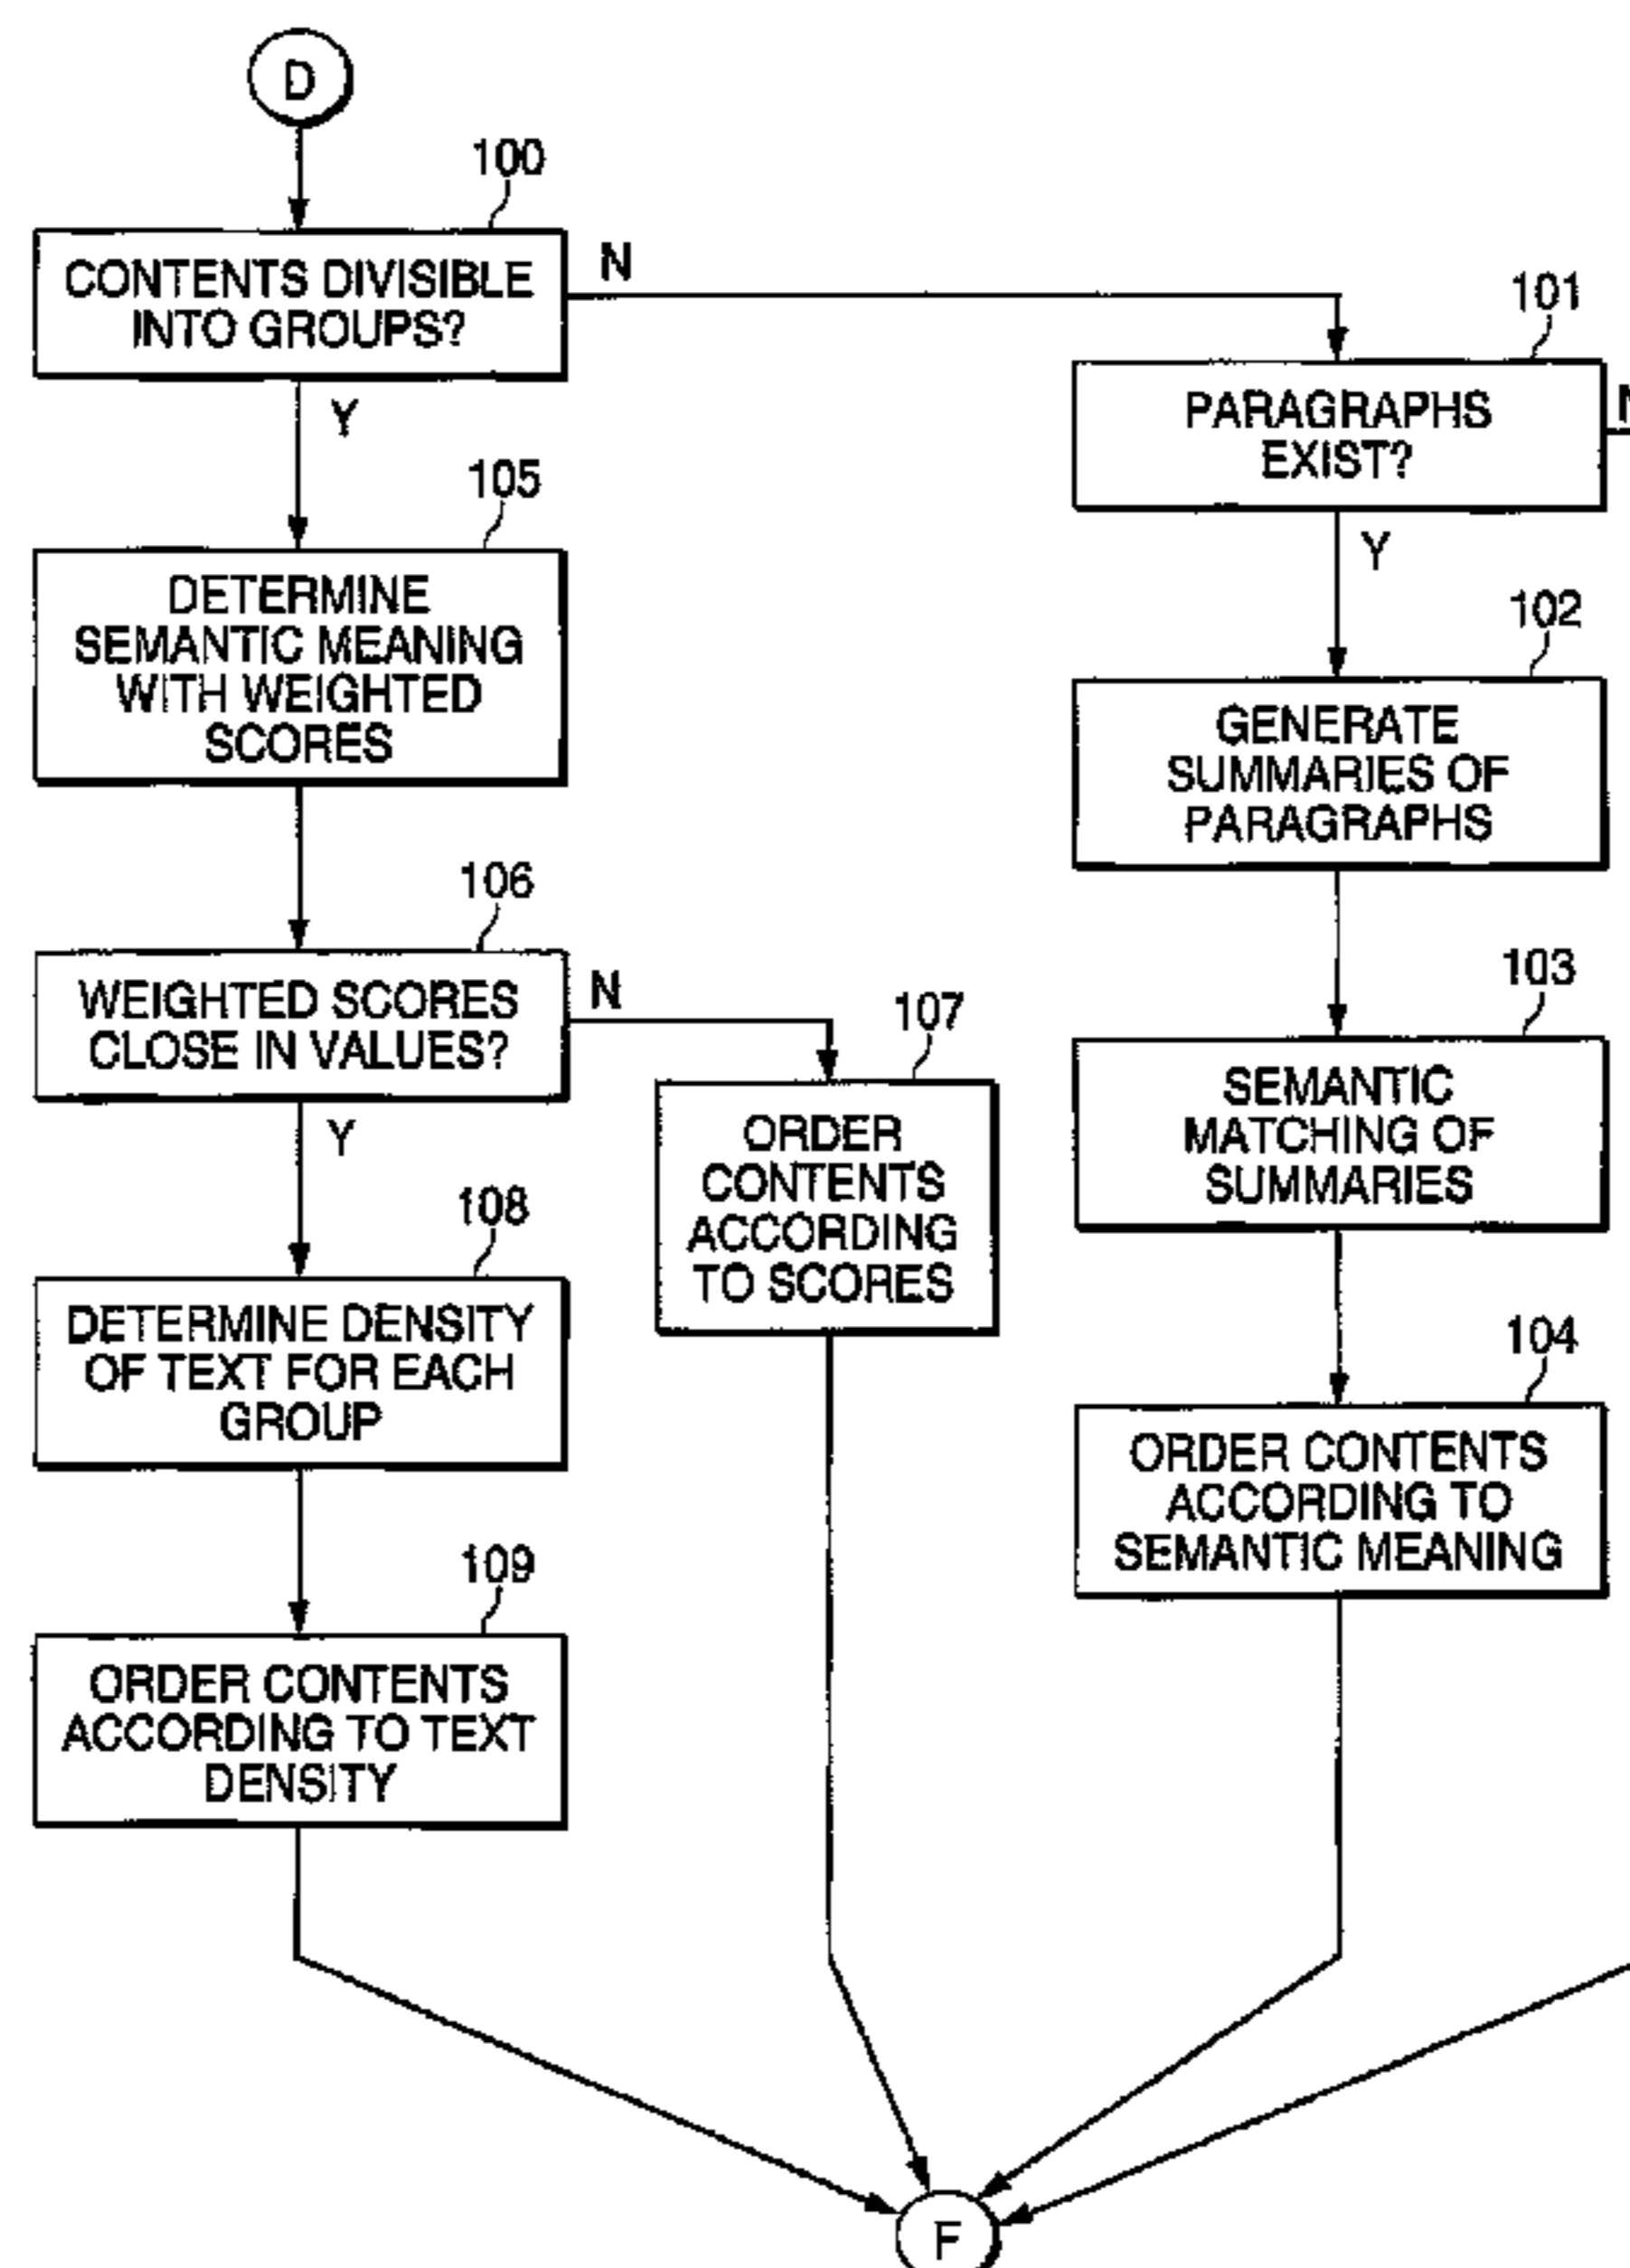 D
100
CONTENTS DIVISIBLE
INTO GROUPS?
N
Y
101
PARAGRAPHS
EXIST?
N
Y
105
DETERMINE
SEMANTIC MEANING
WITH WEIGHTED
SCORES
102
GENERATE
SUMMARIES OF
PARAGRAPHS
106
WEIGHTED SCORES
CLOSE IN VALUES?
N
Y
107
ORDER
CONTENTS
ACCORDING
TO SCORES
103
SEMANTIC
MATCHING OF
SUMMARIES
108
DETERMINE DENSITY
OF TEXT FOR EACH
GROUP
104
ORDER CONTENTS
ACCORDING TO
SEMANTIC MEANING
109
ORDER CONTENTS
ACCORDING TO TEXT
DENSITY
F